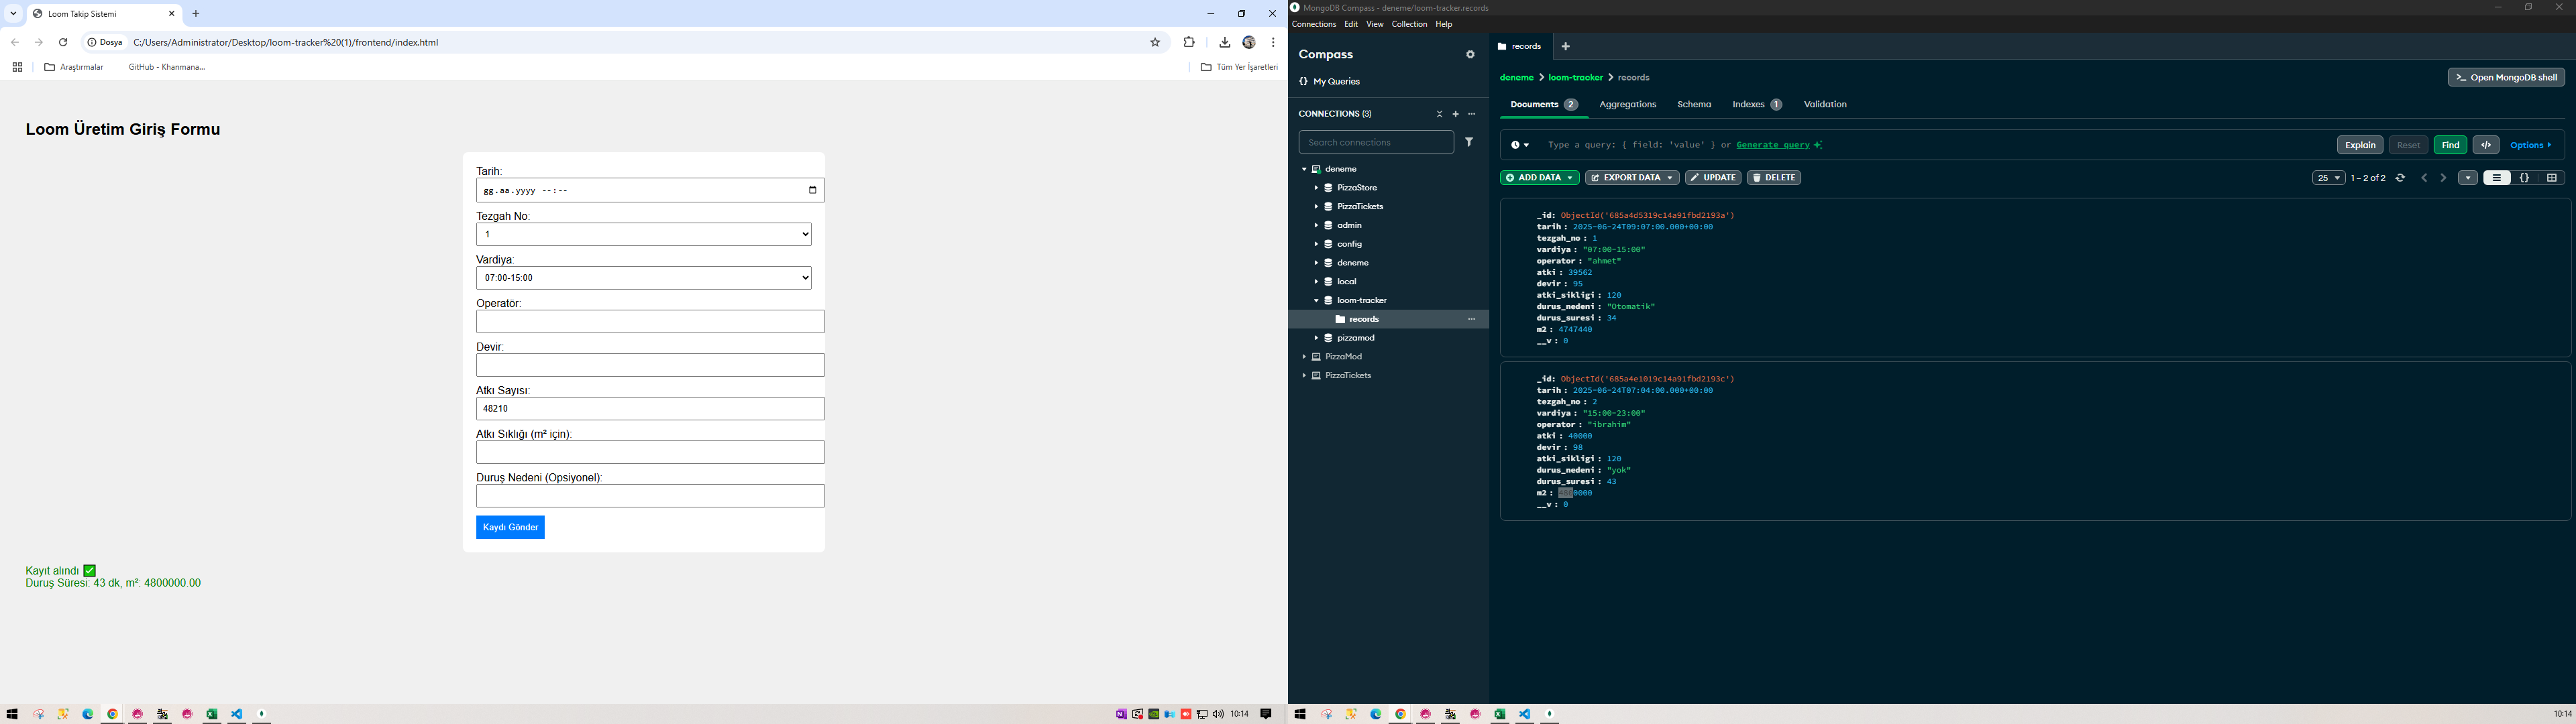 Loom Takip Sistemi
Dosya
C:/Users/Administrator/Desktop/loom-tracker%20(1)/frontend/index.html
Araştırmalar
GitHub - Khanmana...
Tüm Yer İşaretleri
Loom Üretim Giriş Formu
Tarih:
gg.aa.yyyy --:--
Tezgah No:
1
Vardiya:
07:00-15:00
Operatör:
Devir:
Atkı Sayısı:
48210
Atkı Sıklığı (m² için):
Duruş Nedeni (Opsiyonel):
Kaydı Gönder
Kayıt alındı ✅
Duruş Süresi: 43 dk, m²: 4800000.00
10:14
MongoDB Compass - deneme/loom-tracker.records
Connections Edit View Collection Help
Compass
{} My Queries
CONNECTIONS (3)
Search connections
deneme
PizzaStore
PizzaTickets
admin
config
deneme
local
loom-tracker
records
pizzamod
PizzaMod
PizzaTickets
records
deneme > loom-tracker > records
>_ Open MongoDB shell
Documents 2 Aggregations Schema Indexes 1 Validation
Type a query: { field: 'value' } or Generate query
Explain Reset Find </> Options
ADD DATA EXPORT DATA UPDATE DELETE
25 1 – 2 of 2
{}
_id: ObjectId('685a4d5319c14a91fbd2193a')
tarih : 2025-06-24T09:07:00.000+00:00
tezgah_no : 1
vardiya : "07:00-15:00"
operator : "ahmet"
atki : 39562
devir : 95
atki_sikligi : 120
durus_nedeni : "Otomatik"
durus_suresi : 34
m2 : 4747440
__v : 0
_id: ObjectId('685a4e1019c14a91fbd2193c')
tarih : 2025-06-24T07:04:00.000+00:00
tezgah_no : 2
vardiya : "15:00-23:00"
operator : "ibrahim"
atki : 40000
devir : 98
atki_sikligi : 120
durus_nedeni : "yok"
durus_suresi : 43
m2 : 4800000
__v : 0
10:14